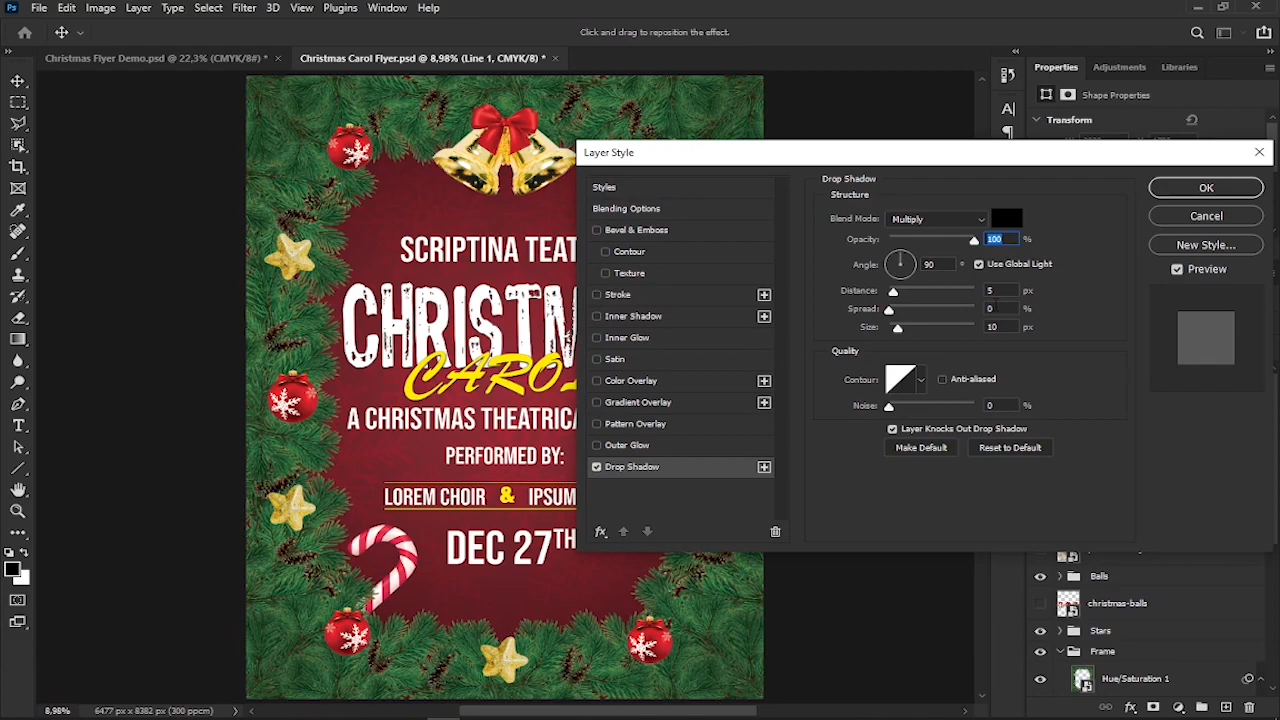 Ps File Edit Image Layer Type Select Filter 3D View Plugins Window Help
Click and drag to reposition the effect.
Christmas Flyer Demo.psd @ 22,3% (CMYK/8#) * ×
Christmas Carol Flyer.psd @ 8,98% (Line 1, CMYK/8) * ×
Properties Adjustments Libraries
Shape Properties
Transform
Layer Style
Styles
Blending Options
Bevel & Emboss
Contour
Texture
Stroke
Inner Shadow
Inner Glow
Satin
Color Overlay
Gradient Overlay
Pattern Overlay
Outer Glow
Drop Shadow
fx
Drop Shadow
Structure
Blend Mode: Multiply
Opacity: 100 %
Angle: 90 ° Use Global Light
Distance: 5 px
Spread: 0 %
Size: 10 px
Quality
Contour: Anti-aliased
Noise: 0 %
Layer Knocks Out Drop Shadow
Make Default Reset to Default
OK
Cancel
New Style...
Preview
SCRIPTINA TEAT
CHRISTM
CAROL
A CHRISTMAS THEATRICA
PERFORMED BY:
LOREM CHOIR & IPSUM
DEC 27TH
Balls
christmas-balls
Stars
Frame
Hue/Saturation 1
8,98% 6477 px x 8382 px (300 ppcm)